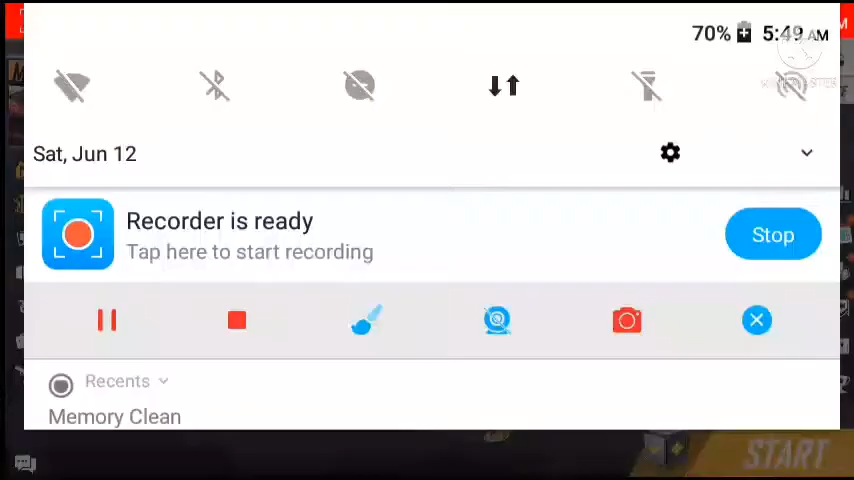 70% 5:49 AM
Sat, Jun 12
Recorder is ready
Tap here to start recording
Stop
Recents
Memory Clean
START